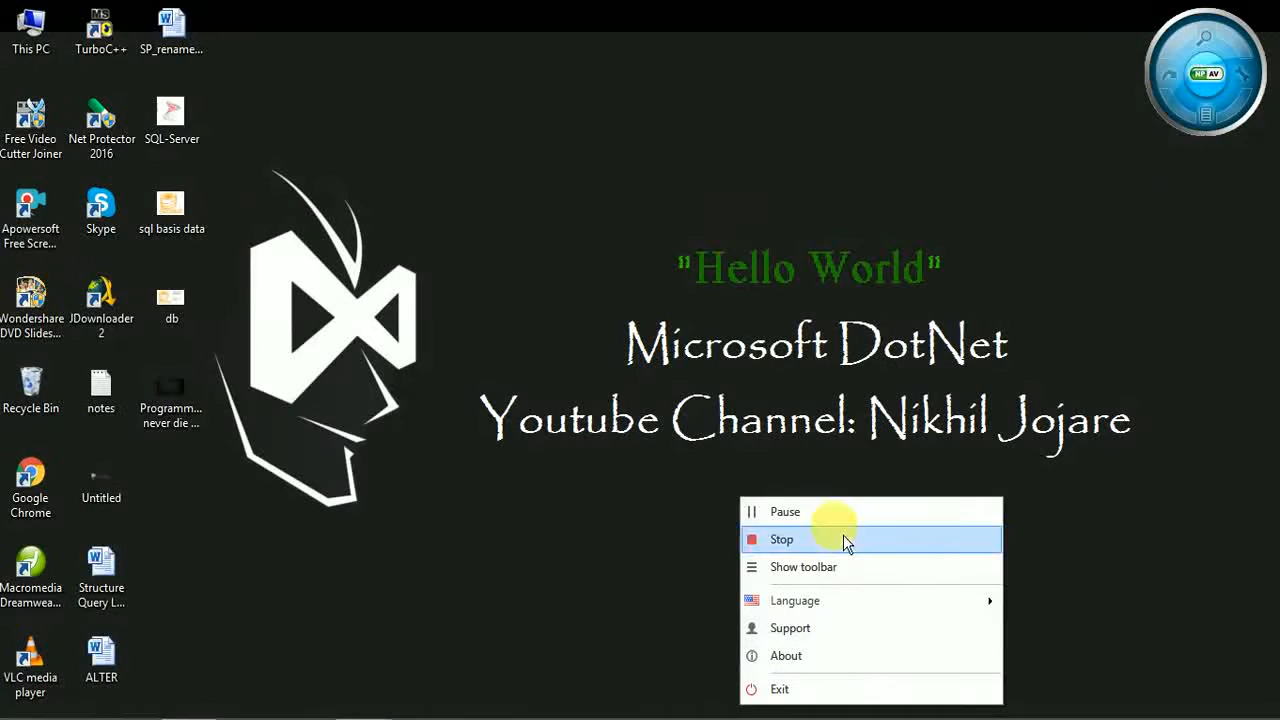 This PC
TurboC++
SP_rename...
Free Video
Cutter Joiner
Net Protector
2016
SQL-Server
Apowersoft
Free Scre...
Skype
sql basis data
Wondershare
DVD Slides...
JDownloader
2
db
Recycle Bin
notes
Programm...
never die ...
Google
Chrome
Untitled
Macromedia
Dreamwea...
Structure
Query L...
VLC media
player
ALTER
MS
NP AV
"Hello World"
Microsoft DotNet
Youtube Channel: Nikhil Jojare
Pause
Stop
Show toolbar
Language
Support
About
Exit